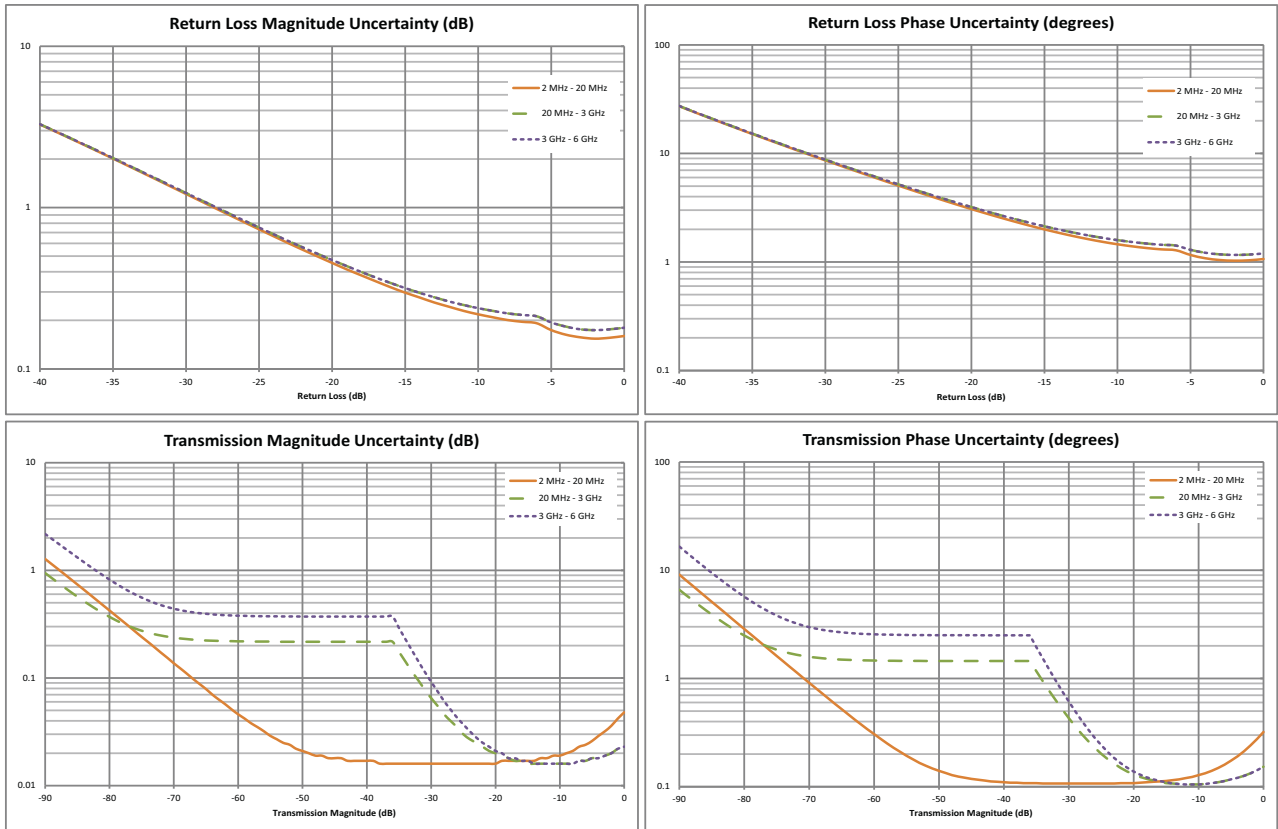 Return Loss Magnitude Uncertainty (dB)
10
1
0.1
-40 -35 -30 -25 -20 -15 -10 -5 0
Return Loss (dB)
2 MHz - 20 MHz
20 MHz - 3 GHz
3 GHz - 6 GHz
Return Loss Phase Uncertainty (degrees)
100
10
1
0.1
-40 -35 -30 -25 -20 -15 -10 -5 0
Return Loss (dB)
2 MHz - 20 MHz
20 MHz - 3 GHz
3 GHz - 6 GHz
Transmission Magnitude Uncertainty (dB)
10
1
0.1
0.01
-90 -80 -70 -60 -50 -40 -30 -20 -10 0
Transmission Magnitude (dB)
2 MHz - 20 MHz
20 MHz - 3 GHz
3 GHz - 6 GHz
Transmission Phase Uncertainty (degrees)
100
10
1
0.1
-90 -80 -70 -60 -50 -40 -30 -20 -10 0
Transmission Magnitude (dB)
2 MHz - 20 MHz
20 MHz - 3 GHz
3 GHz - 6 GHz